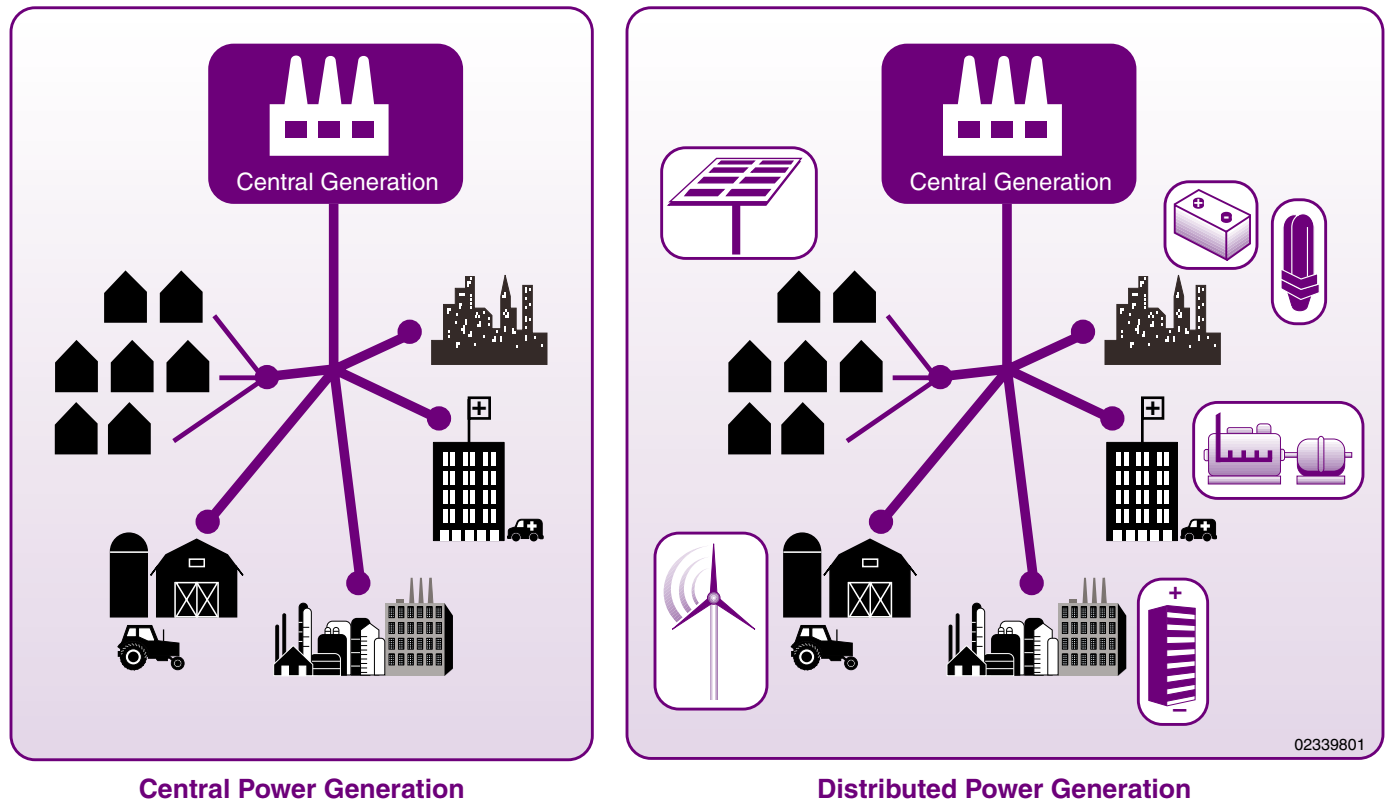 Central Generation
Central Generation
+
−
+
−
02339801
Central Power Generation
Distributed Power Generation